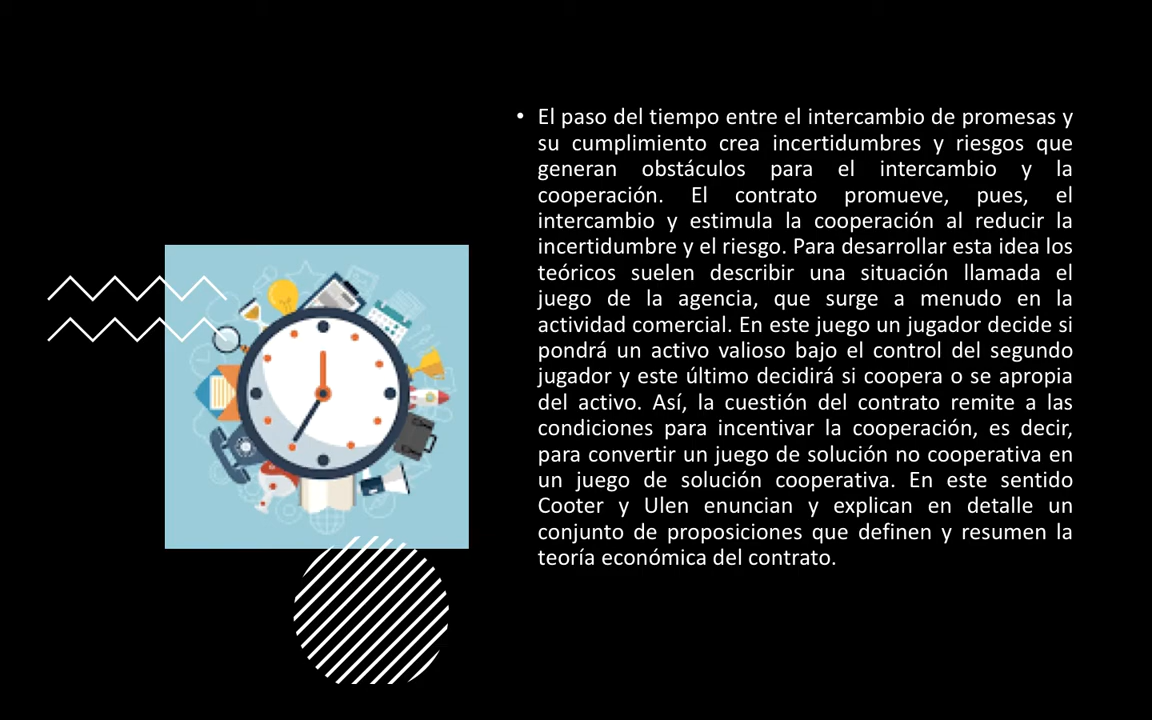 • El paso del tiempo entre el intercambio de promesas y
su cumplimiento crea incertidumbres y riesgos que
generan obstáculos para el intercambio y la
cooperación. El contrato promueve, pues, el
intercambio y estimula la cooperación al reducir la
incertidumbre y el riesgo. Para desarrollar esta idea los
teóricos suelen describir una situación llamada el
juego de la agencia, que surge a menudo en la
actividad comercial. En este juego un jugador decide si
pondrá un activo valioso bajo el control del segundo
jugador y este último decidirá si coopera o se apropia
del activo. Así, la cuestión del contrato remite a las
condiciones para incentivar la cooperación, es decir,
para convertir un juego de solución no cooperativa en
un juego de solución cooperativa. En este sentido
Cooter y Ulen enuncian y explican en detalle un
conjunto de proposiciones que definen y resumen la
teoría económica del contrato.